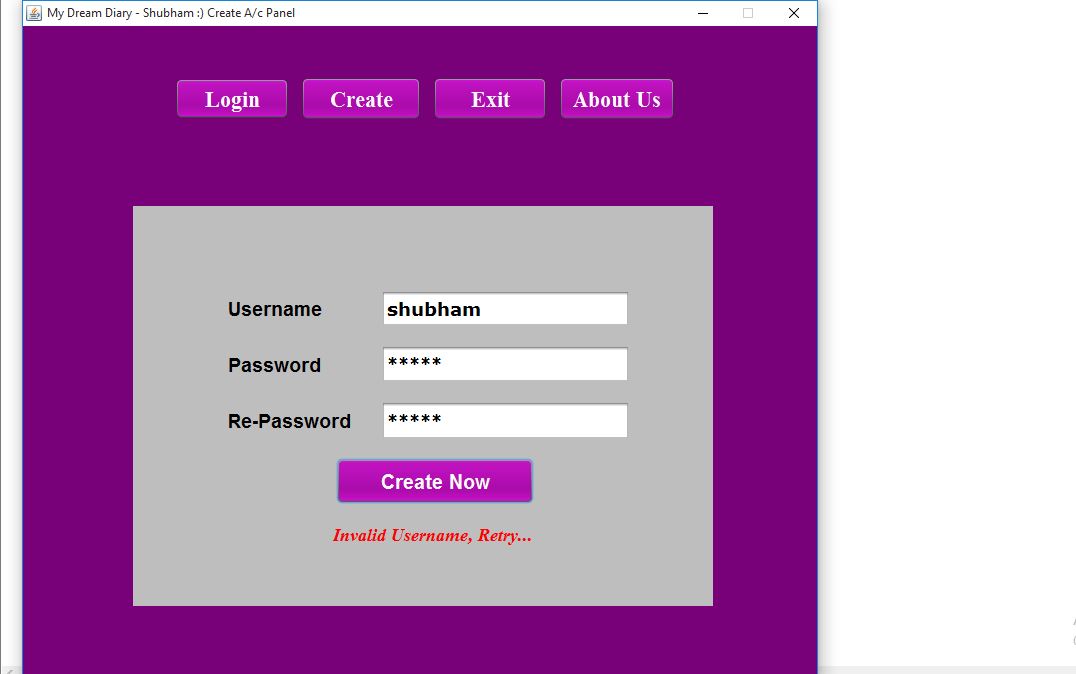 My Dream Diary - Shubham :) Create A/c Panel
Login Create Exit About Us
Username shubham
Password *****
Re-Password *****
Create Now
Invalid Username, Retry...